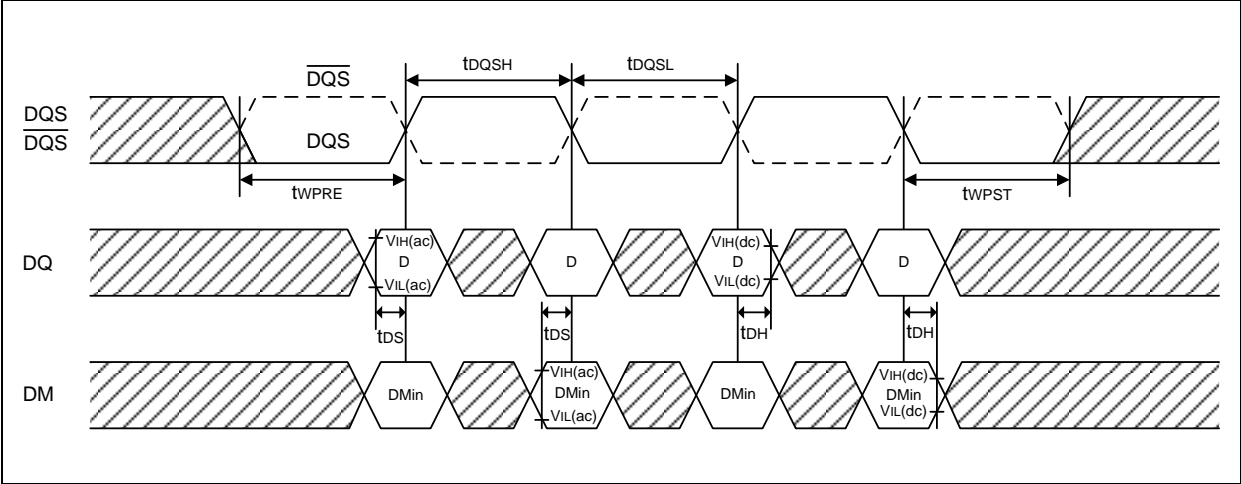 tDQSH tDQSL
DQS
DQS
DQS
DQS
tWPRE tWPST
DQ
VIH(ac)
D
VIL(ac)
D
VIH(dc)
D
VIL(dc)
D
tDS tDS tDH tDH
DM
DMin
VIH(ac)
DMin
VIL(ac)
DMin
VIH(dc)
DMin
VIL(dc)